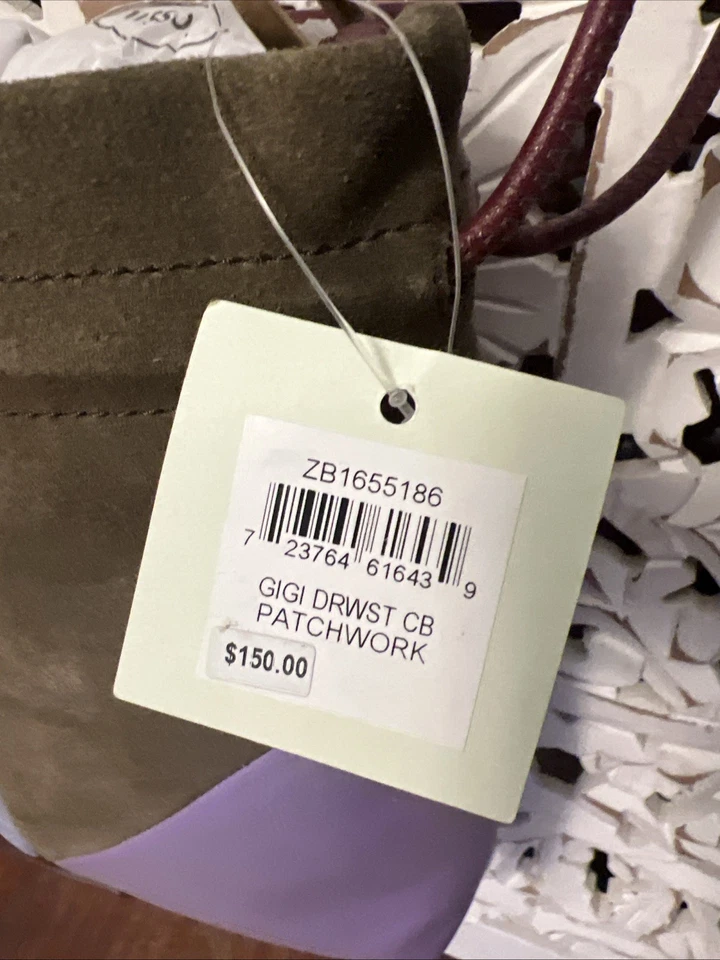 ZB1655186
7 23764 61643 9
GIGI DRWST CB
PATCHWORK
$150.00